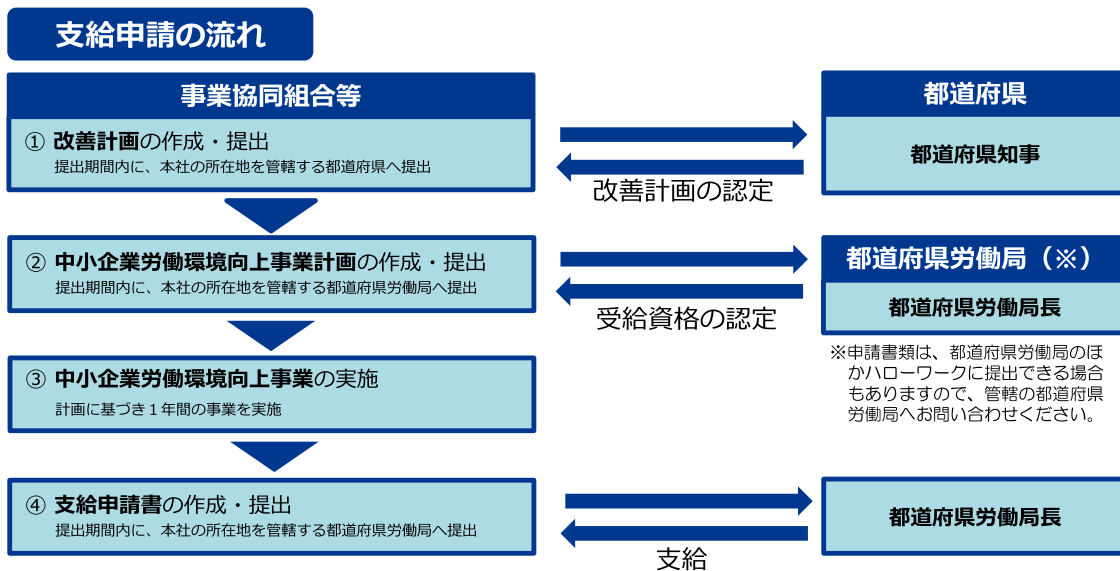 支給申請の流れ
事業協同組合等
① 改善計画の作成・提出
提出期間内に、本社の所在地を管轄する都道府県へ提出
都道府県
都道府県知事
改善計画の認定
② 中小企業労働環境向上事業計画の作成・提出
提出期間内に、本社の所在地を管轄する都道府県労働局へ提出
都道府県労働局（※）
都道府県労働局長
受給資格の認定
※申請書類は、都道府県労働局のほ
かハローワークに提出できる場合
もありますので、管轄の都道府県
労働局へお問い合わせください。
③ 中小企業労働環境向上事業の実施
計画に基づき１年間の事業を実施
④ 支給申請書の作成・提出
提出期間内に、本社の所在地を管轄する都道府県労働局へ提出
都道府県労働局長
支給